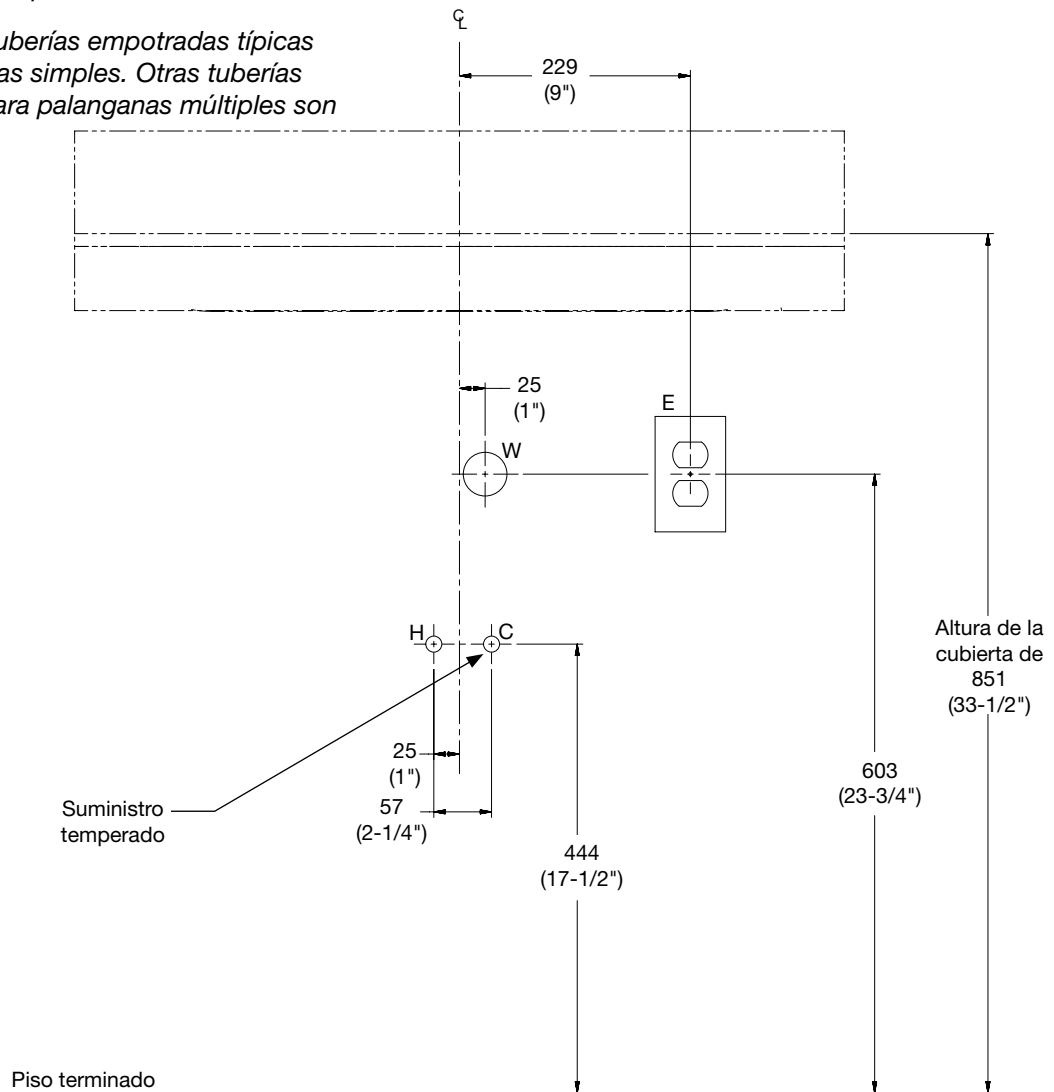 ℄
uberías empotradas típicas
as simples. Otras tuberías
ara palanganas múltiples son
229
(9")
25
(1")
E
W
H
C
Altura de la
cubierta de
851
(33-1/2")
25
(1")
57
(2-1/4")
603
(23-3/4")
Suministro
temperado
444
(17-1/2")
Piso terminado